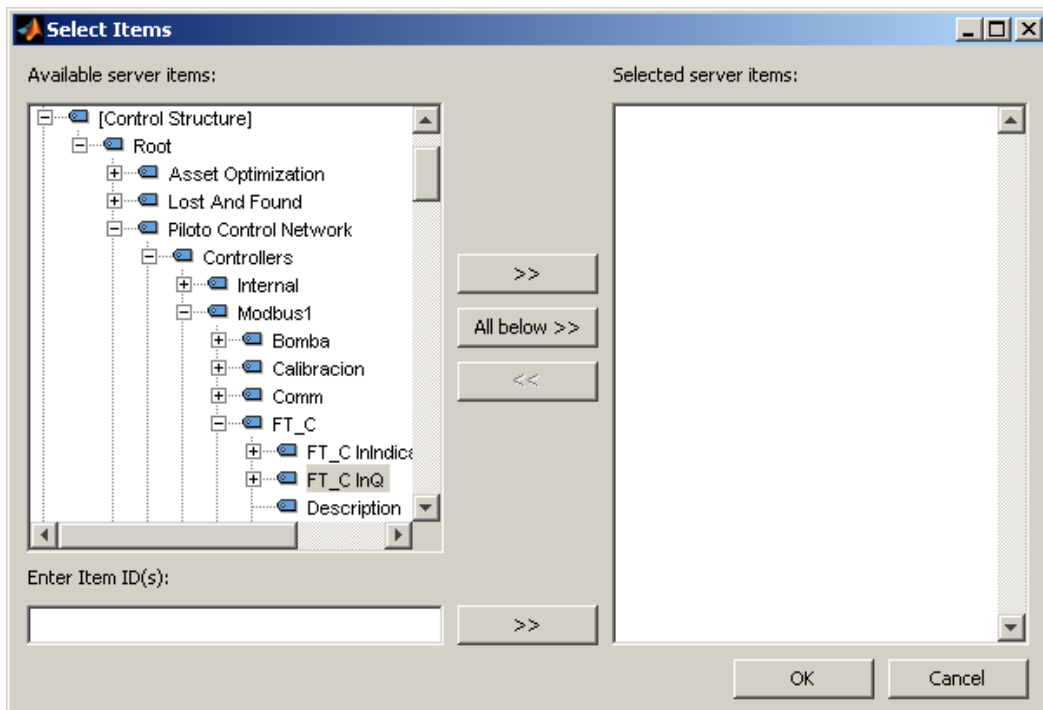 Select Items
Available server items:
[Control Structure]
Root
Asset Optimization
Lost And Found
Piloto Control Network
Controllers
Internal
Modbus1
Bomba
Calibracion
Comm
FT_C
FT_C InIndica
FT_C InQ
Description
Enter Item ID(s):
>>
All below >>
<<
>>
Selected server items:
OK
Cancel